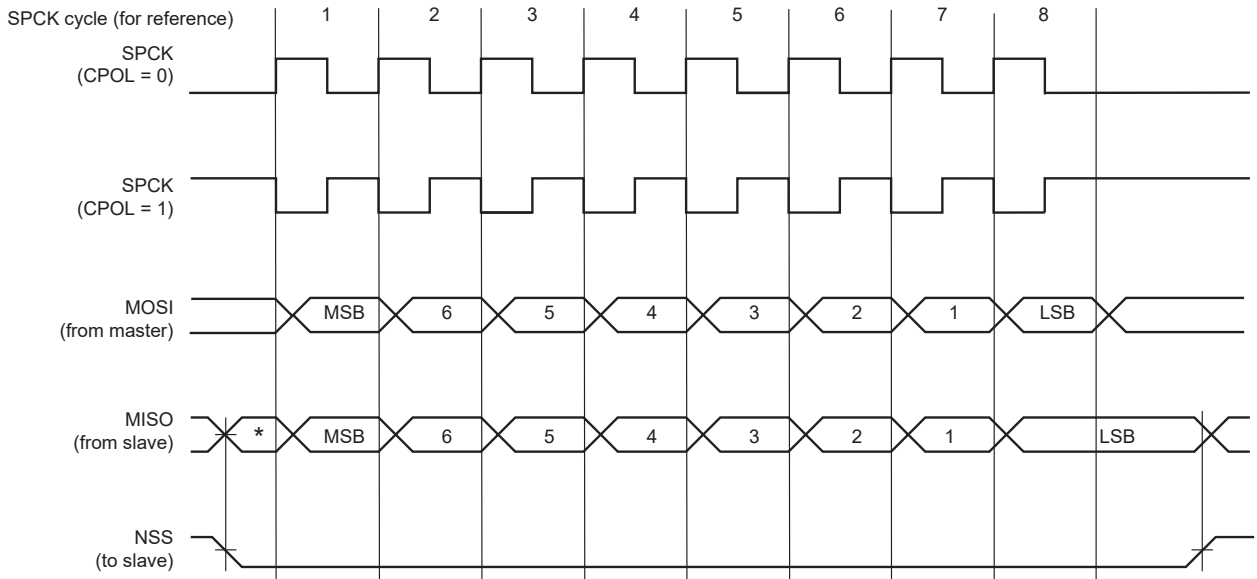 SPCK cycle (for reference) 1 2 3 4 5 6 7 8
SPCK
(CPOL = 0)
SPCK
(CPOL = 1)
MOSI
(from master)
MSB 6 5 4 3 2 1 LSB
MISO
(from slave)
* MSB 6 5 4 3 2 1 LSB
NSS
(to slave)